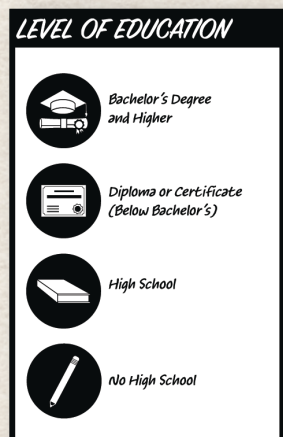 LEVEL OF EDUCATION
Bachelor's Degree
and Higher
Diploma or Certificate
(Below Bachelor's)
High School
No High School